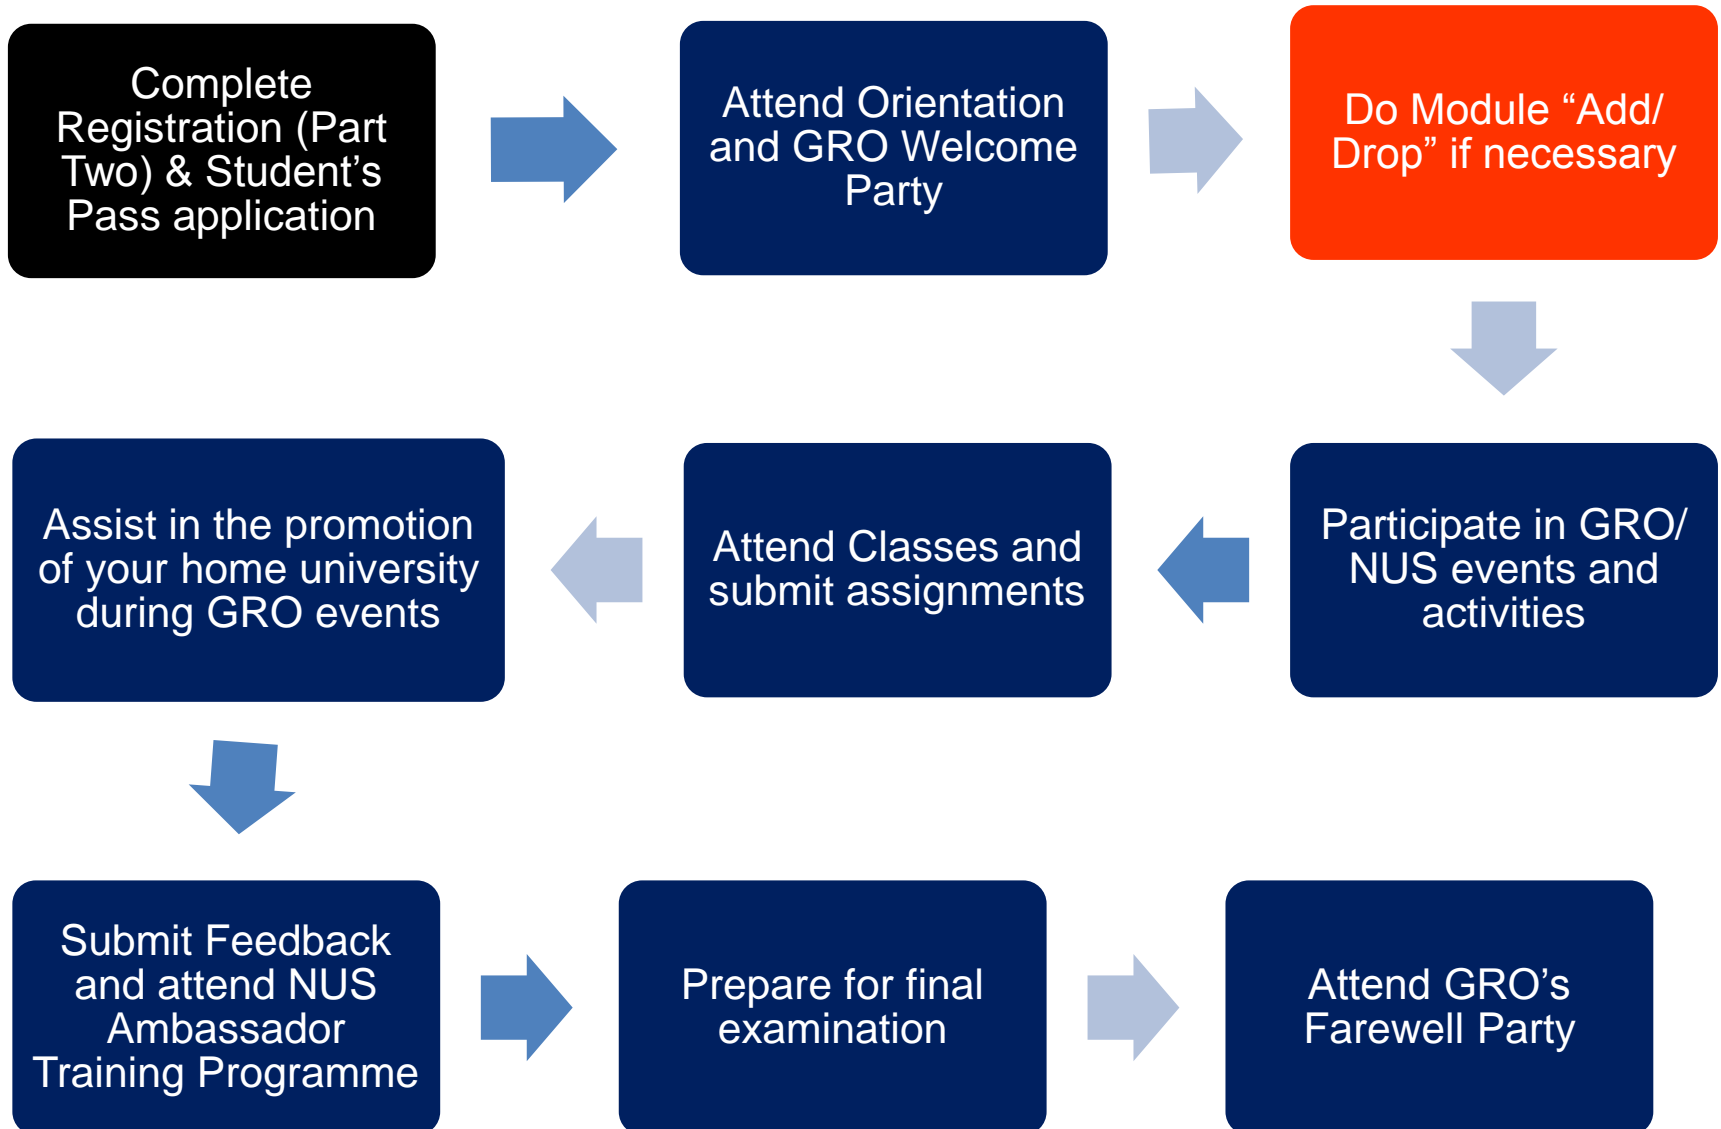 Complete
Registration (Part
Two) & Student’s
Pass application
Attend Orientation
and GRO Welcome
Party
Do Module “Add/
Drop” if necessary
Participate in GRO/
NUS events and
activities
Attend Classes and
submit assignments
Assist in the promotion
of your home university
during GRO events
Submit Feedback
and attend NUS
Ambassador
Training Programme
Prepare for final
examination
Attend GRO’s
Farewell Party